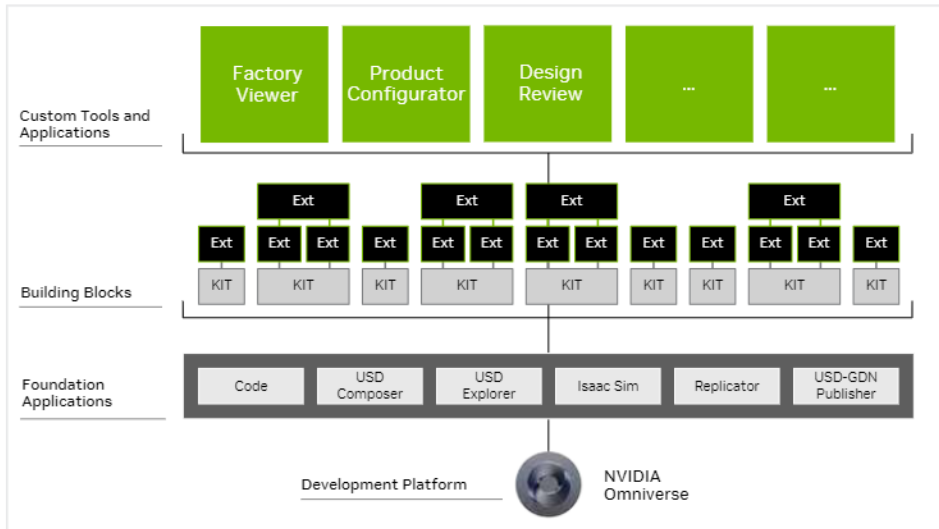 Factory
Viewer
Product
Configurator
Design
Review
...
...
Custom Tools and
Applications
Ext Ext Ext Ext
Ext Ext Ext Ext Ext Ext Ext Ext Ext Ext Ext Ext Ext
KIT KIT KIT KIT KIT KIT KIT KIT KIT
Building Blocks
Foundation
Applications
Code
USD
Composer
USD
Explorer
Isaac Sim
Replicator
USD-GDN
Publisher
Development Platform
NVIDIA
Omniverse